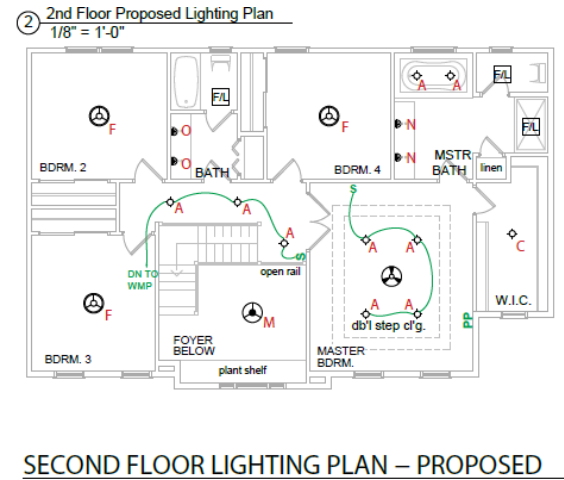 2 2nd Floor Proposed Lighting Plan
1/8" = 1'-0"
F/L
A A
F/L
F
O
F
N
F/L
O
N
BDRM. 2
BATH
BDRM. 4
MSTR
BATH
linen
S
A
A
A
S
A A
C
DN TO
WMP
open rail
F
M
A A
W.I.C.
PP
db'l step cl'g.
FOYER
BELOW
MASTER
BDRM.
BDRM. 3
plant shelf
SECOND FLOOR LIGHTING PLAN – PROPOSED